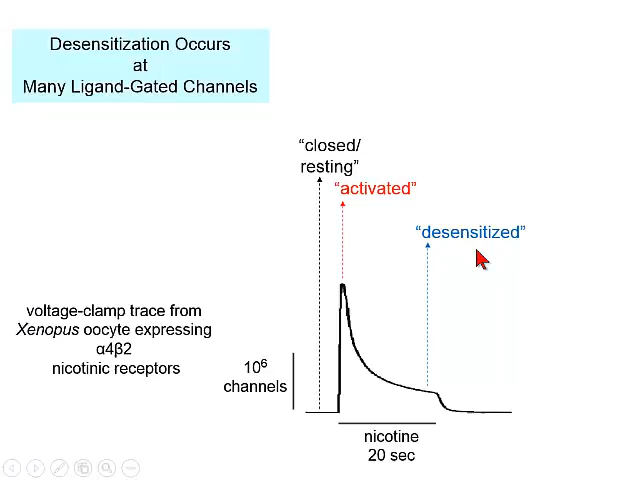 Desensitization Occurs
at
Many Ligand-Gated Channels
“closed/
resting”
“activated”
“desensitized”
voltage-clamp trace from
Xenopus oocyte expressing
α4β2
nicotinic receptors
10⁶
channels
nicotine
20 sec